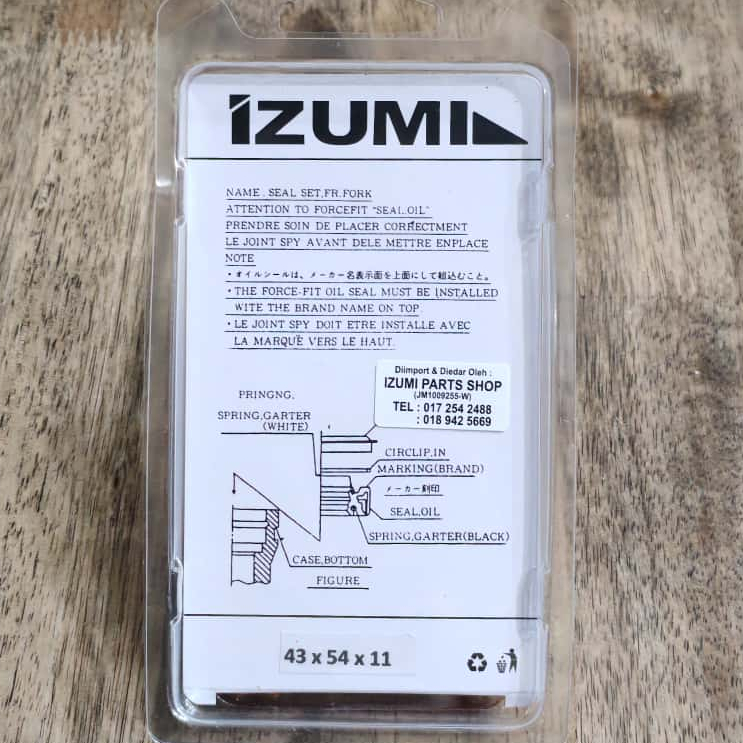 IZUMI
NAME. SEAL SET,FR.FORK
ATTENTION TO FORCEFIT "SEAL.OIL"
PRENDRE SOIN DE PLACER CORRECTMENT
LE JOINT SPY AVANT DELE METTRE ENPLACE
NOTE
・オイルシールは、メーカー名表示面を上面にして組込むこと。
・THE FORCE-FIT OIL SEAL MUST BE INSTALLED
WITE THE BRAND NAME ON TOP.
・LE JOINT SPY DOIT ETRE INSTALLE AVEC
LA MARQUE VERS LE HAUT.
Diimport & Diedar Oleh :
IZUMI PARTS SHOP
(JM1009255-W)
TEL : 017 254 2488
: 018 942 5669
PRINGNG.
SPRING,GARTER
(WHITE)
CIRCLIP,IN
MARKING(BRAND)
メーカー刻印
SEAL,OIL
SPRING,GARTER(BLACK)
CASE,BOTTOM
FIGURE
43 x 54 x 11